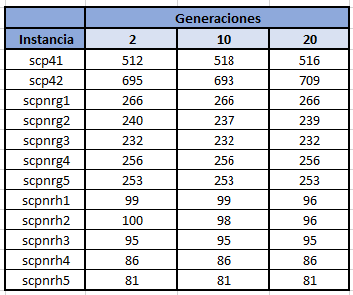 Generaciones
Instancia 2 10 20
scp41 512 518 516
scp42 695 693 709
scpnrg1 266 266 266
scpnrg2 240 237 239
scpnrg3 232 232 232
scpnrg4 256 256 256
scpnrg5 253 253 253
scpnrh1 99 99 96
scpnrh2 100 98 96
scpnrh3 95 95 95
scpnrh4 86 86 86
scpnrh5 81 81 81